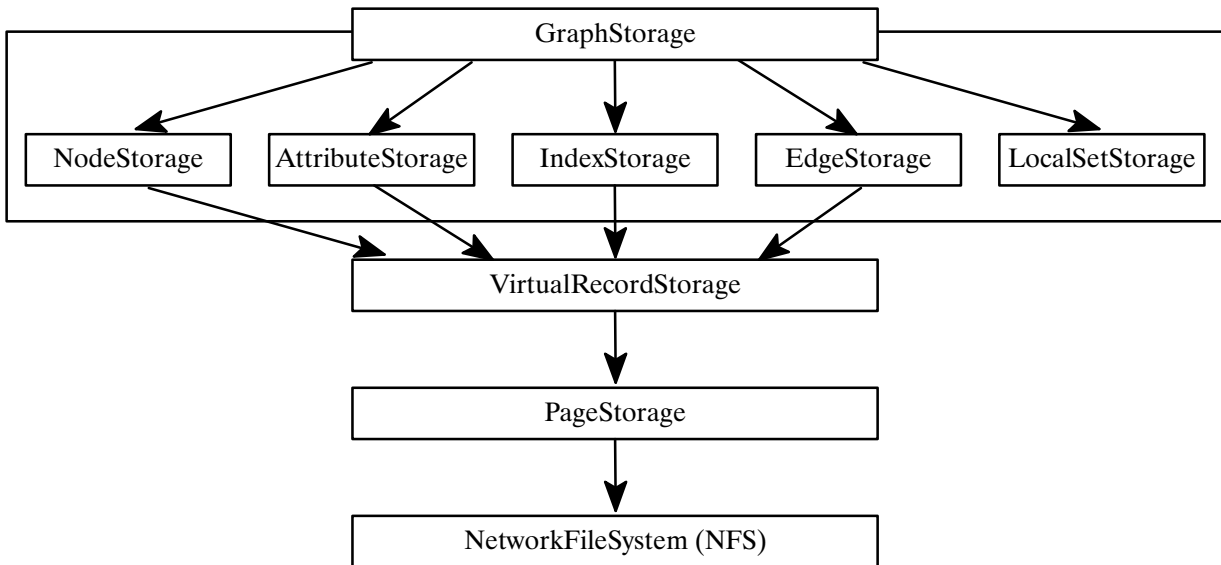 GraphStorage
NodeStorage
AttributeStorage
IndexStorage
EdgeStorage
LocalSetStorage
VirtualRecordStorage
PageStorage
NetworkFileSystem (NFS)